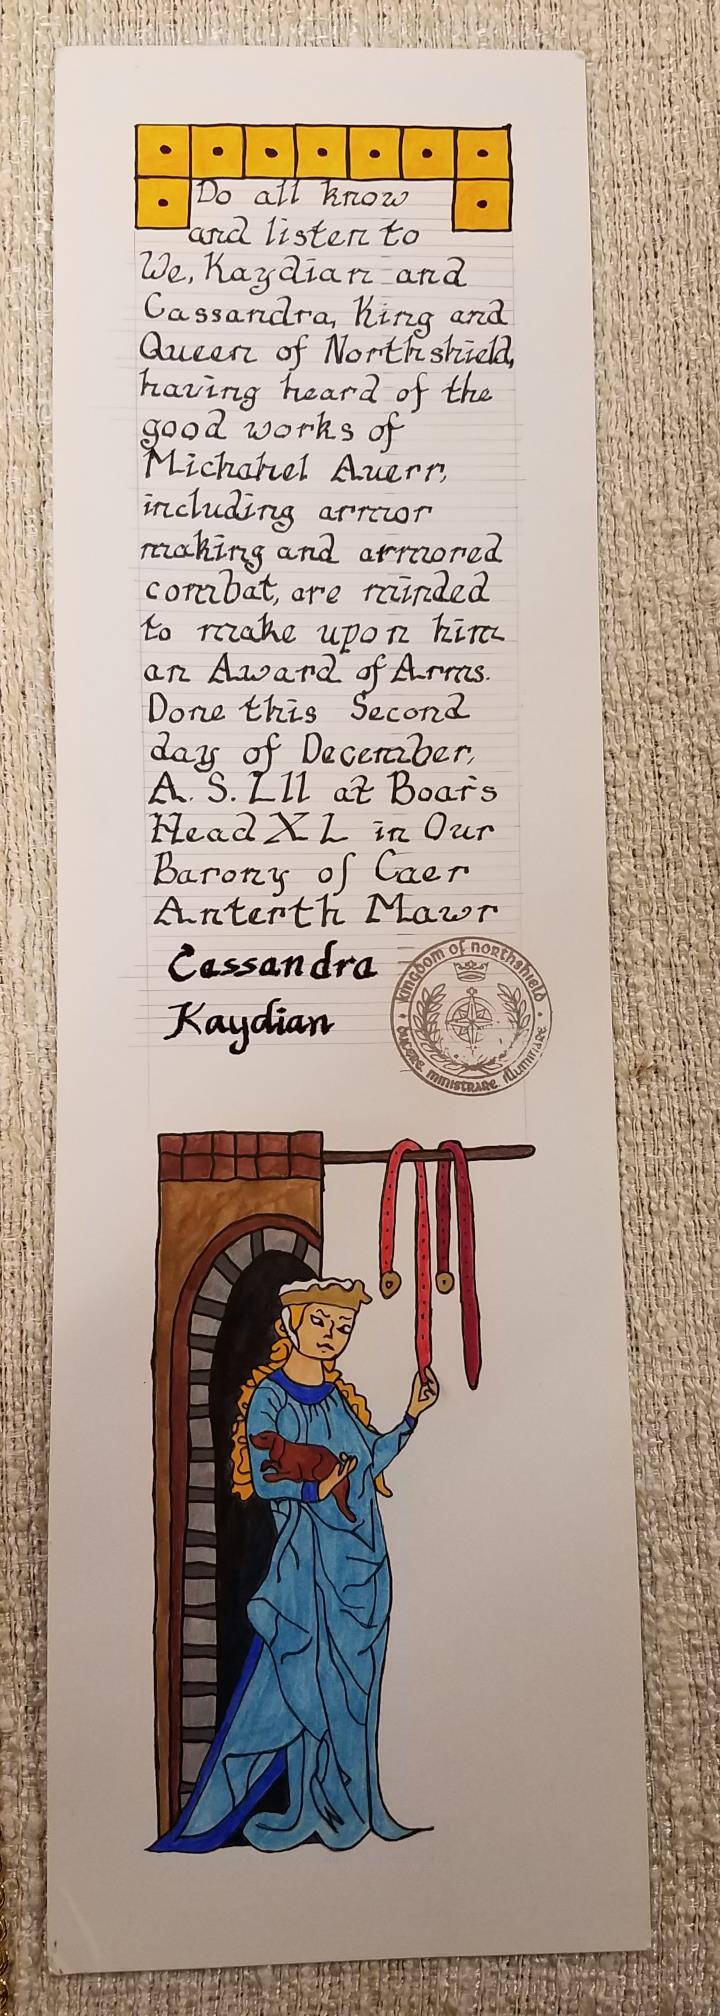 Do all know
and listen to
We, Kaydian and
Cassandra, King and
Queen of Northshield,
having heard of the
good works of
Michahel Auerr,
including armor
making and armored
combat, are minded
to make upon him
an Award of Arms.
Done this Second
day of December,
A. S. LII at Boar's
Head XL in Our
Barony of Caer
Anterth Mawr
Cassandra
Kaydian
Kingdom of Northshield
ministrare illuminare